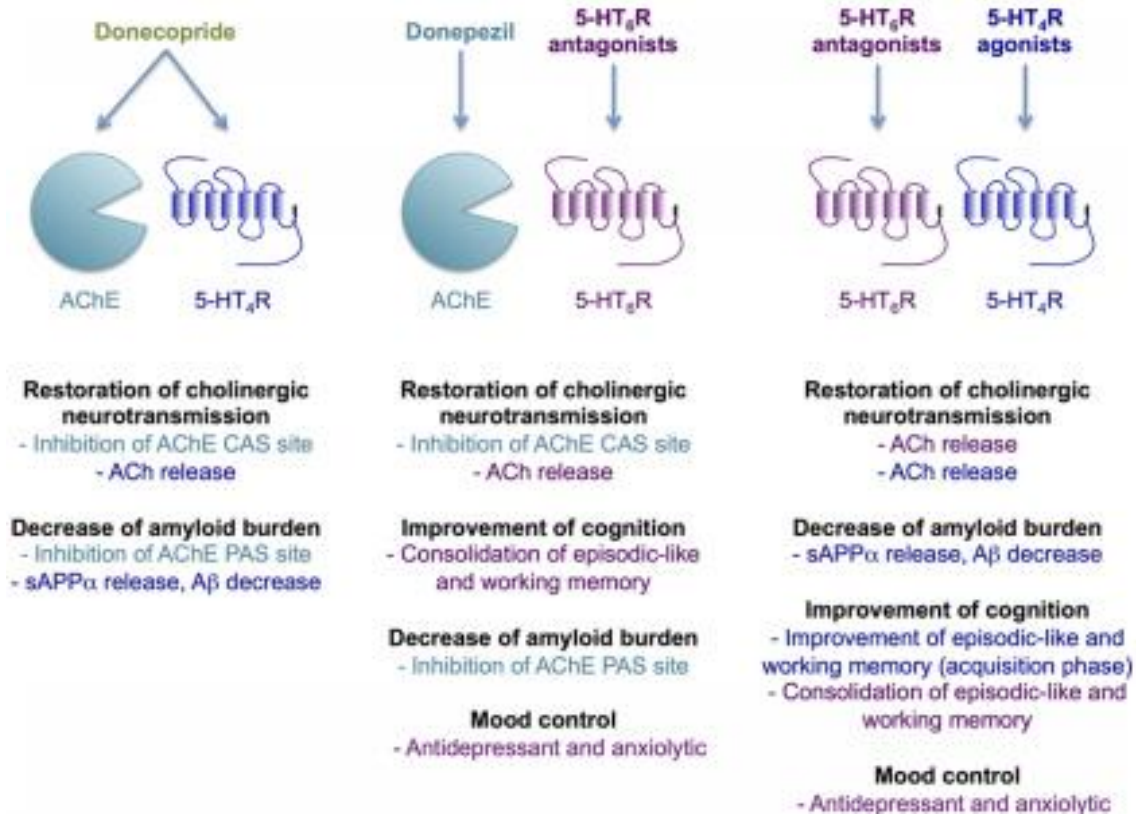 Donecopride
AChE
5-HT₄R
Restoration of cholinergic
neurotransmission
- Inhibition of AChE CAS site
- ACh release
Decrease of amyloid burden
- Inhibition of AChE PAS site
- sAPPα release, Aβ decrease
Donepezil
5-HT₆R
antagonists
AChE
5-HT₆R
Restoration of cholinergic
neurotransmission
- Inhibition of AChE CAS site
- ACh release
Improvement of cognition
- Consolidation of episodic-like
and working memory
Decrease of amyloid burden
- Inhibition of AChE PAS site
Mood control
- Antidepressant and anxiolytic
5-HT₆R
antagonists
5-HT₄R
agonists
5-HT₆R
5-HT₄R
Restoration of cholinergic
neurotransmission
- ACh release
- ACh release
Decrease of amyloid burden
- sAPPα release, Aβ decrease
Improvement of cognition
- Improvement of episodic-like and
working memory (acquisition phase)
- Consolidation of episodic-like and
working memory
Mood control
- Antidepressant and anxiolytic